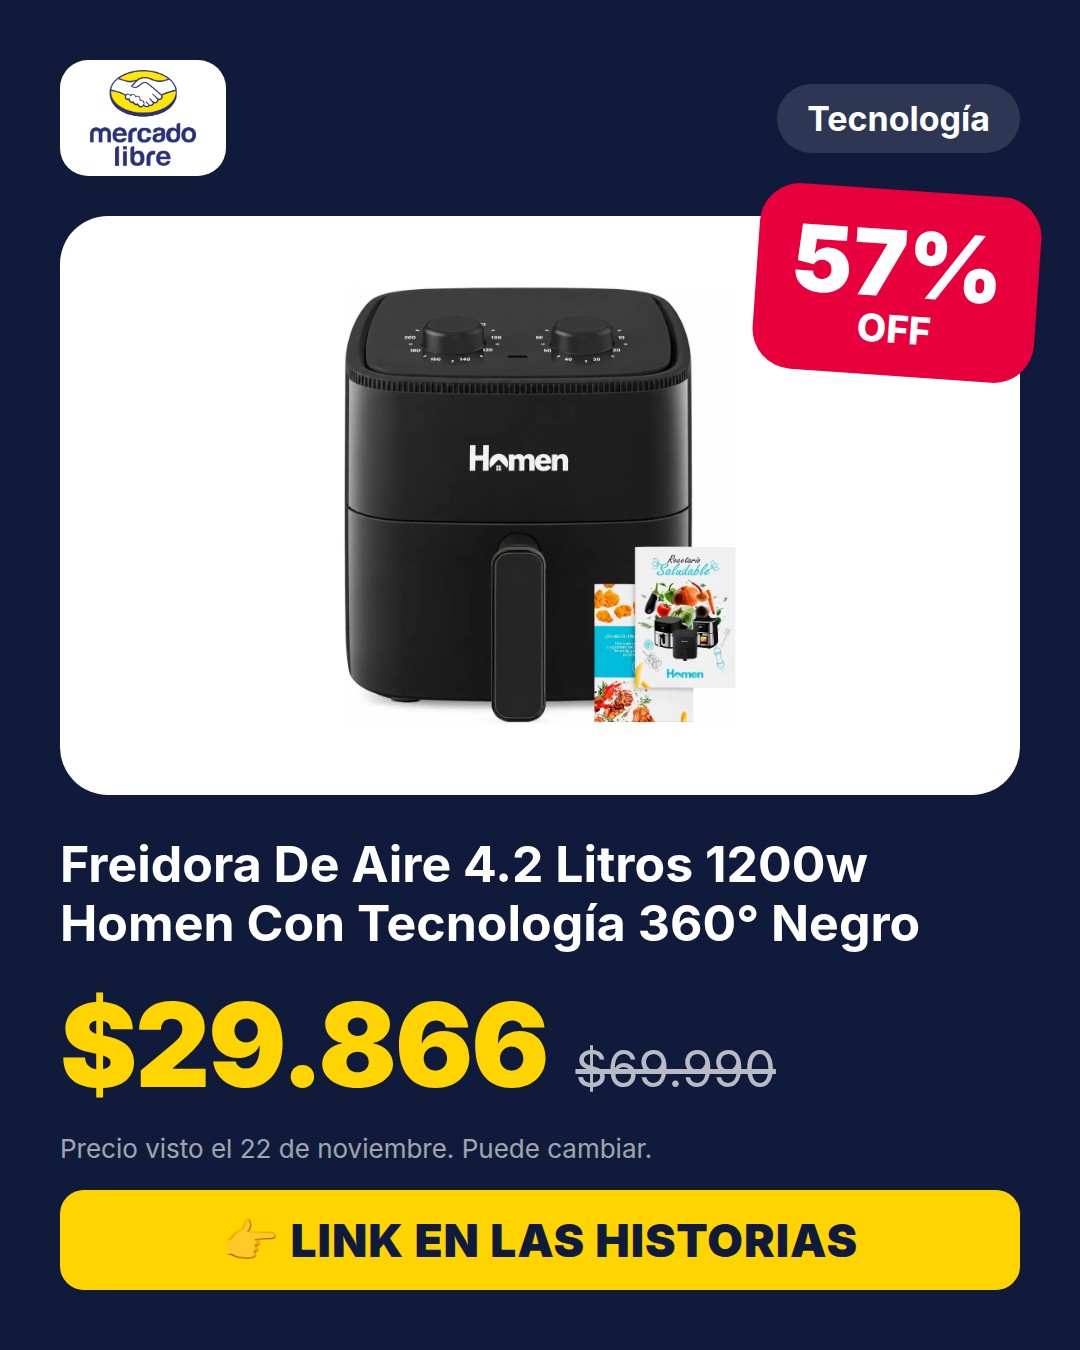 mercado
libre
Tecnología
57%
OFF
Homen
Recetario
Saludable
Homen
Freidora De Aire 4.2 Litros 1200w
Homen Con Tecnología 360° Negro
$29.866 $69.990
Precio visto el 22 de noviembre. Puede cambiar.
👉 LINK EN LAS HISTORIAS